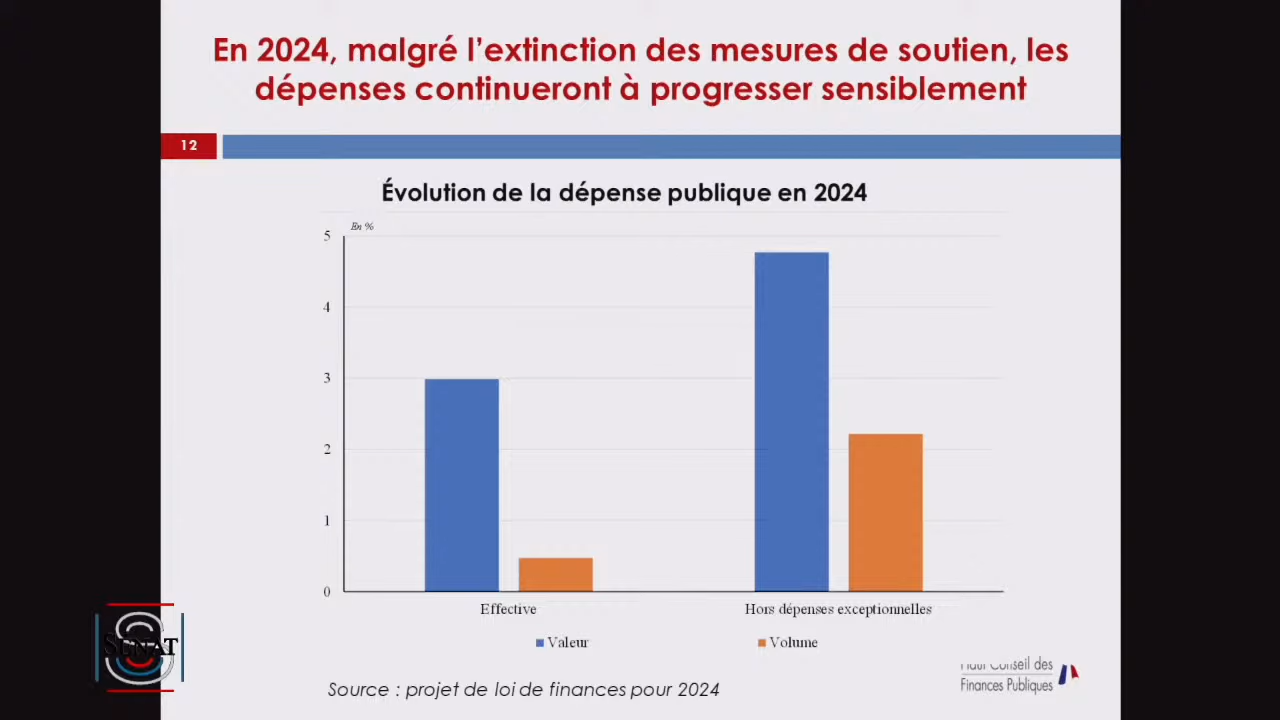 En 2024, malgré l'extinction des mesures de soutien, les
dépenses continueront à progresser sensiblement
12
Évolution de la dépense publique en 2024
En %
5
4
3
2
1
0
Effective
Hors dépenses exceptionnelles
Valeur
Volume
SÉNAT
Haut Conseil des
Finances Publiques
Source : projet de loi de finances pour 2024